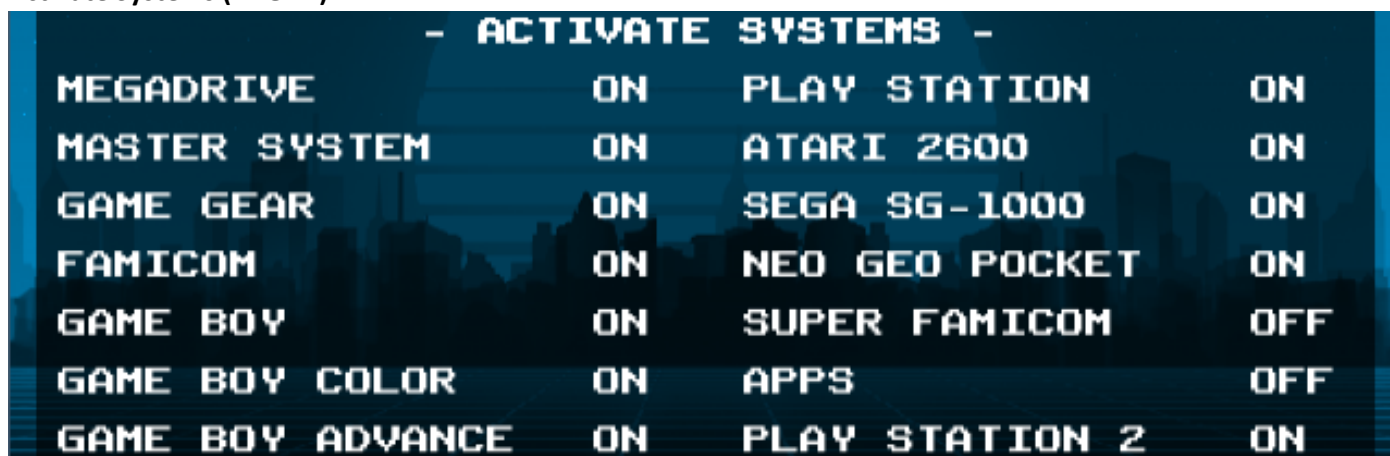 - ACTIVATE SYSTEMS -
MEGADRIVE ON PLAY STATION ON
MASTER SYSTEM ON ATARI 2600 ON
GAME GEAR ON SEGA SG-1000 ON
FAMICOM ON NEO GEO POCKET ON
GAME BOY ON SUPER FAMICOM OFF
GAME BOY COLOR ON APPS OFF
GAME BOY ADVANCE ON PLAY STATION 2 ON